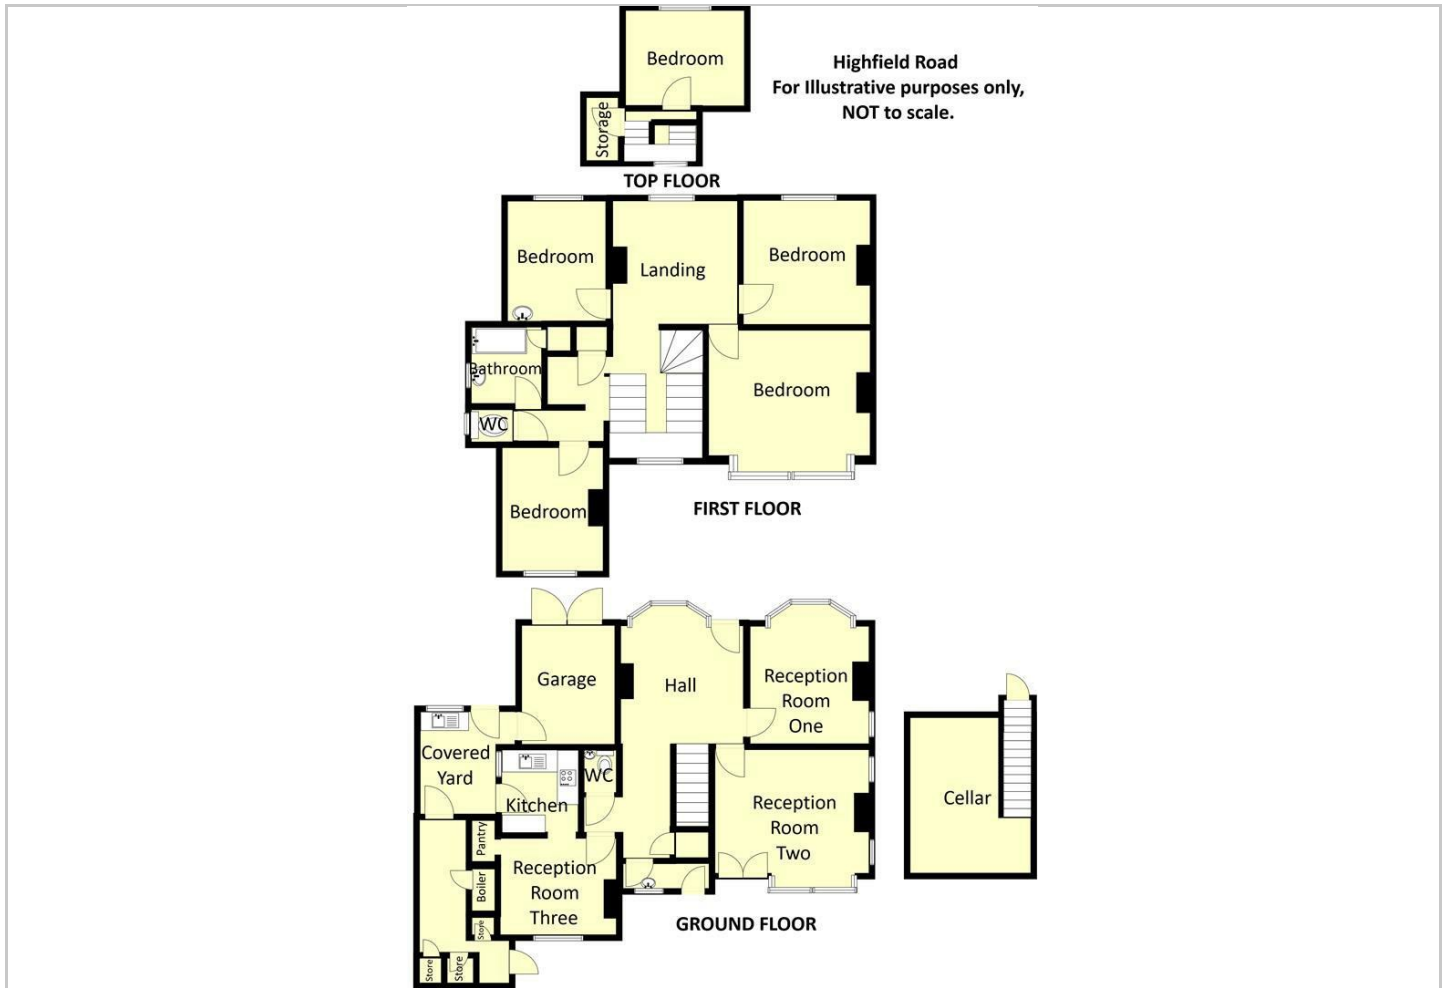 Bedroom
Highfield Road
For Illustrative purposes only,
NOT to scale.
Storage
TOP FLOOR
Bedroom
Landing
Bedroom
Bathroom
Bedroom
WC
Bedroom
FIRST FLOOR
Garage
Hall
Reception
Room
One
Covered
Yard
WC
Kitchen
Reception
Room
Two
Cellar
Pantry
Boiler
Reception
Room
Three
Store
GROUND FLOOR
Store
Store